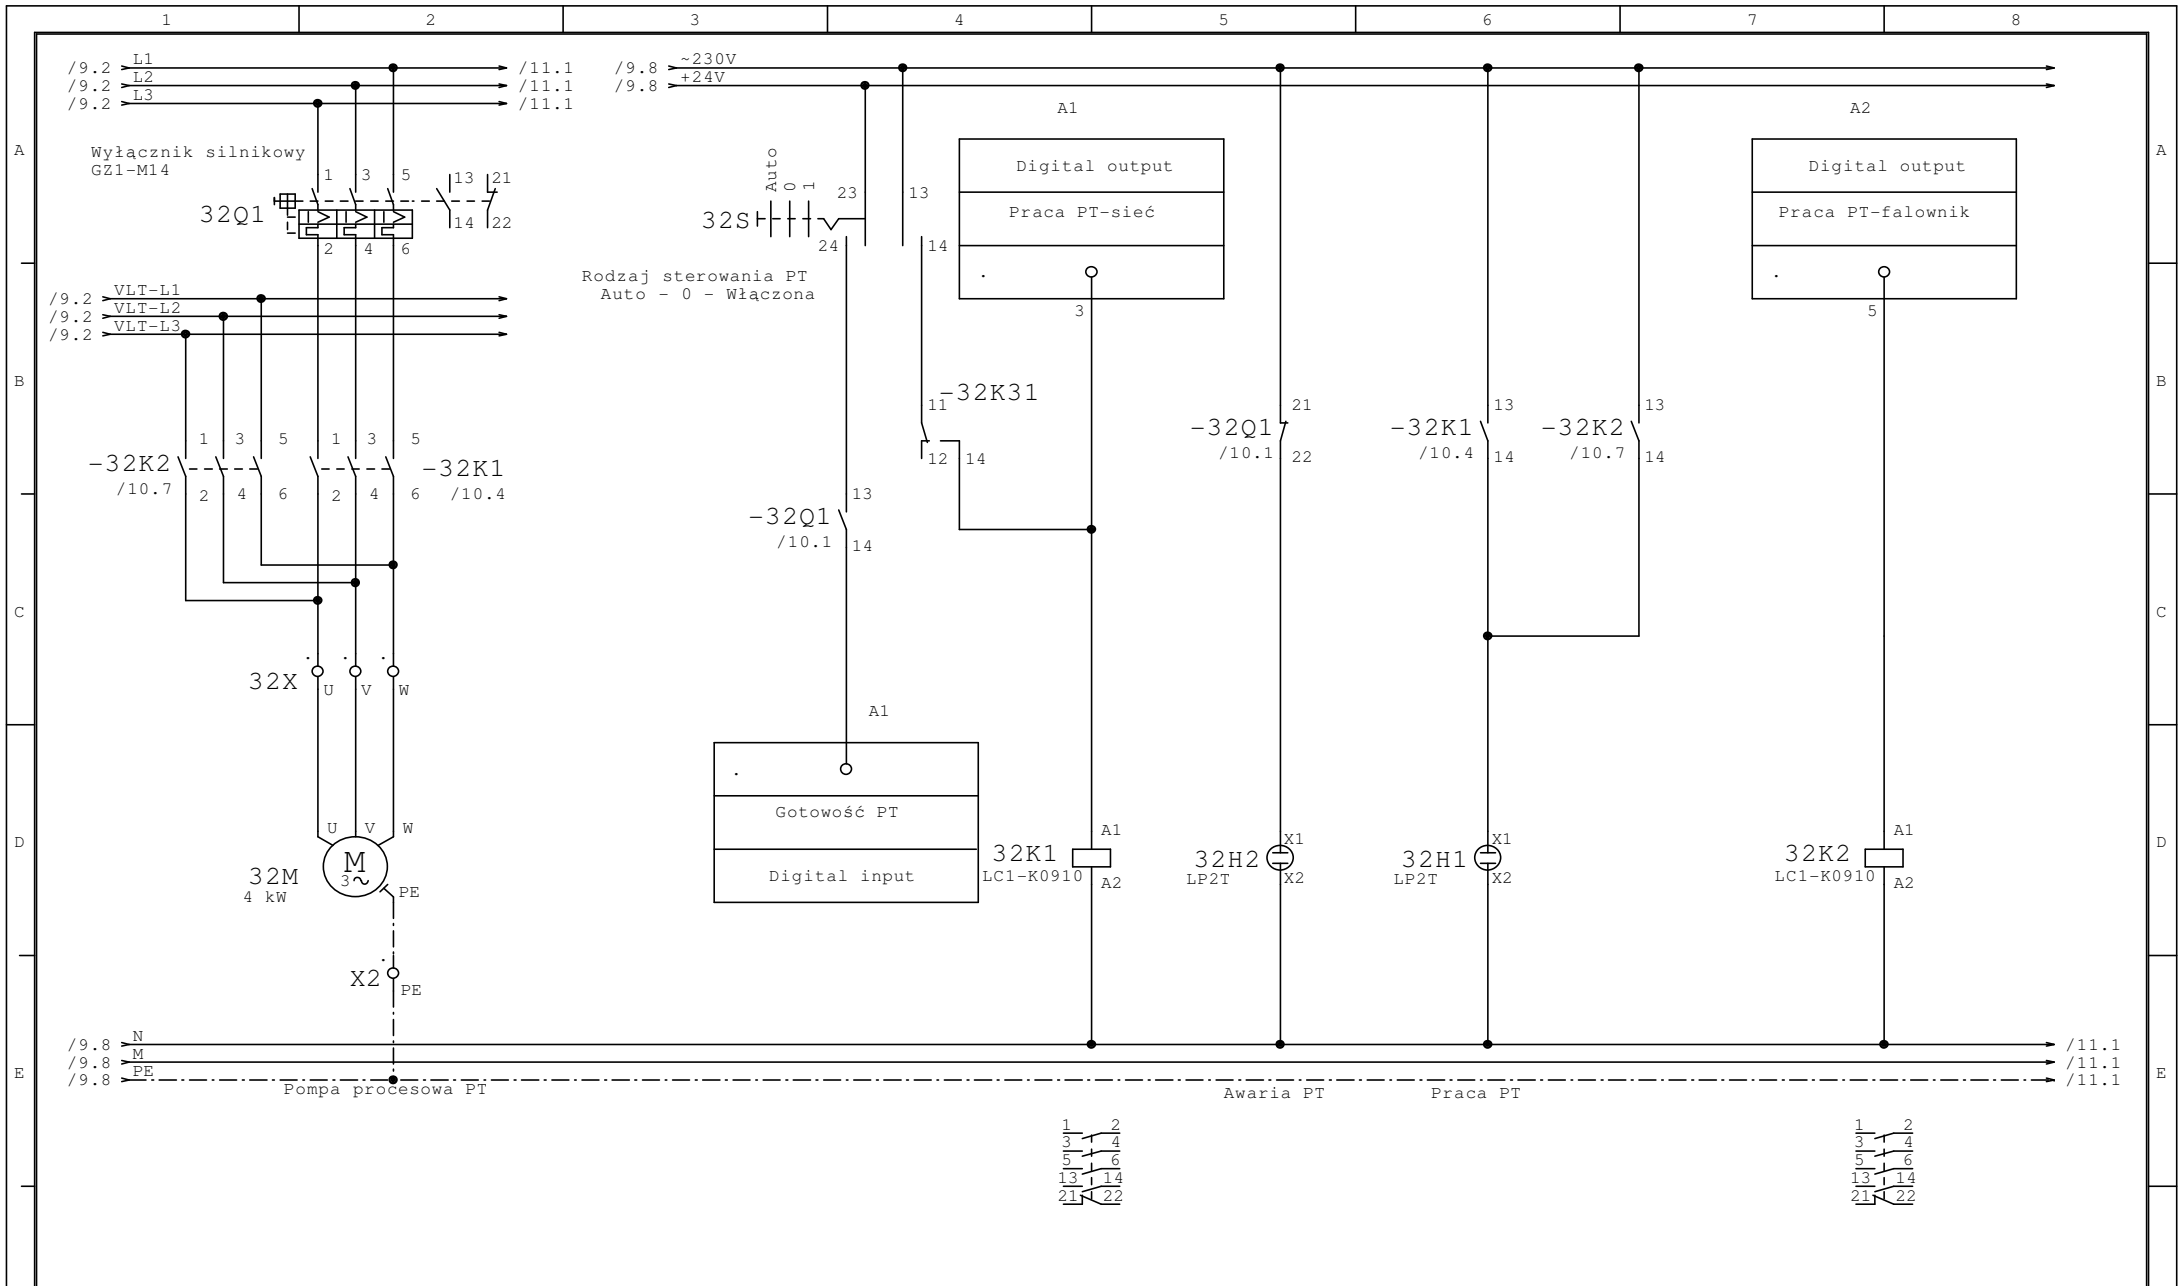 1 2 3 4 5 6 7 8
/9.2 L1 /11.1 /9.8 ~230V
/9.2 L2 /11.1 /9.8 +24V
/9.2 L3 /11.1
A1 A2
A Wyłącznik silnikowy A
GZ1-M14
Digital output Digital output
1 3 5 13 21
Auto 0 1
23 13
32Q1 14 22
32S
Praca PT-sieć Praca PT-falownik
2 4 6
24 14
Rodzaj sterowania PT
Auto - 0 - Włączona
. .
/9.2 VLT-L1
/9.2 VLT-L2
/9.2 VLT-L3
3 5
B B
-32K31
11
21 13 13
-32Q1 -32K1 -32K2
/10.1 /10.4 /10.7
22 14 14
1 3 5 1 3 5
-32K2 -32K1
/10.7 /10.4
2 4 6 2 4 6
12 14
13
-32Q1
/10.1
14
C C
. . .
32X U V W
A1
.
Gotowość PT
Digital input
U V W
D D
M
3~
32M
4 kW
PE
A1 X1 X1 A1
32K1 32H2 32H1 32K2
LC1-K0910 LP2T LP2T LC1-K0910
A2 X2 X2 A2
.
X2
PE
/9.8 N /11.1
/9.8 M /11.1
E /9.8 PE /11.1 E
Pompa procesowa PT Awaria PT Praca PT
1 2 1 2
3 4 3 4
5 6 5 6
13 14 13 14
21 22 21 22